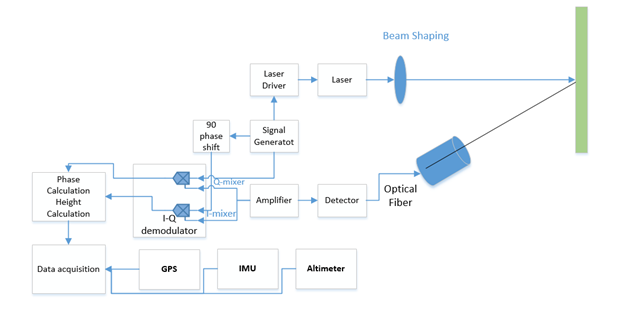 Beam Shaping
Laser
Driver
Laser
90
phase
shift
Signal
Generatot
Q-mixer
Phase
Calculation
Height
Calculation
Amplifier
Detector
Optical
Fiber
I-mixer
I-Q
demodulator
Data acquisition
GPS
IMU
Altimeter